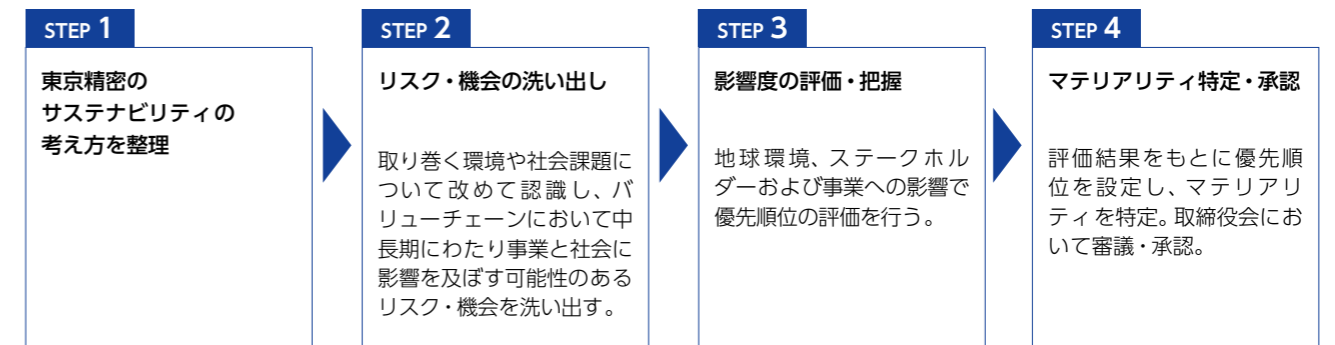 STEP 1
東京精密の
サステナビリティの
考え方を整理
STEP 2
リスク・機会の洗い出し
取り巻く環境や社会課題に
ついて改めて認識し、バ
リューチェーンにおいて中
長期にわたり事業と社会に
影響を及ぼす可能性のある
リスク・機会を洗い出す。
STEP 3
影響度の評価・把握
地球環境、ステークホル
ダーおよび事業への影響で
優先順位の評価を行う。
STEP 4
マテリアリティ特定・承認
評価結果をもとに優先順
位を設定し、マテリアリ
ティを特定。取締役会にお
いて審議・承認。